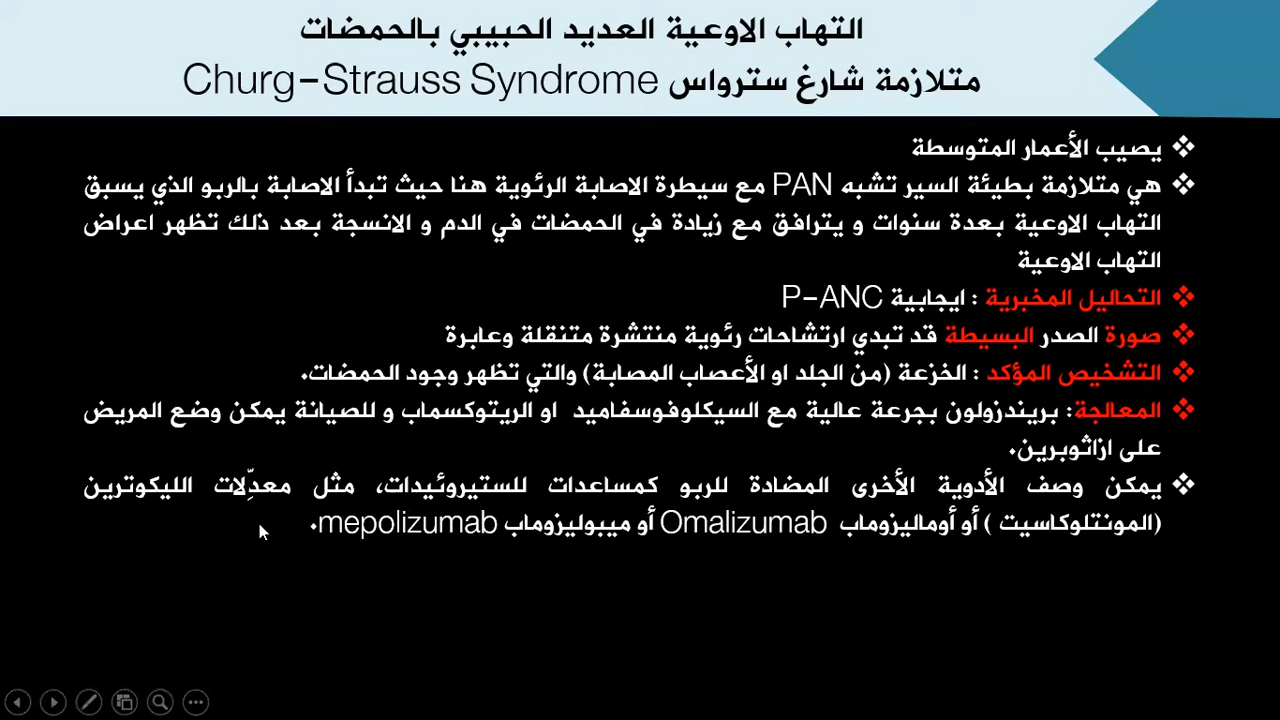 التهاب الاوعية العديد الحبيبي بالحمضات
متلازمة شارغ سترواس Churg-Strauss Syndrome
❖ يصيب الأعمار المتوسطة
❖ هي متلازمة بطيئة السير تشبه PAN مع سيطرة الاصابة الرئوية هنا حيث تبدأ الاصابة بالربو الذي يسبق
التهاب الاوعية بعدة سنوات و يترافق مع زيادة في الحمضات في الدم و الانسجة بعد ذلك تظهر اعراض
التهاب الاوعية
❖ التحاليل المخبرية : ايجابية P-ANC
❖ صورة الصدر البسيطة قد تبدي ارتشاحات رئوية منتشرة متنقلة وعابرة
❖ التشخيص المؤكد : الخزعة (من الجلد او الأعصاب المصابة) والتي تظهر وجود الحمضات.
❖ المعالجة: بريندزولون بجرعة عالية مع السيكلوفوسفاميد او الريتوكسماب و للصيانة يمكن وضع المريض
على ازاثوبرين.
❖ يمكن وصف الأدوية الأخرى المضادة للربو كمساعدات للستيروئيدات، مثل معدِّلات الليكوترين
(المونتلوكاسيت ) أو أوماليزوماب Omalizumab أو ميبوليزوماب mepolizumab.